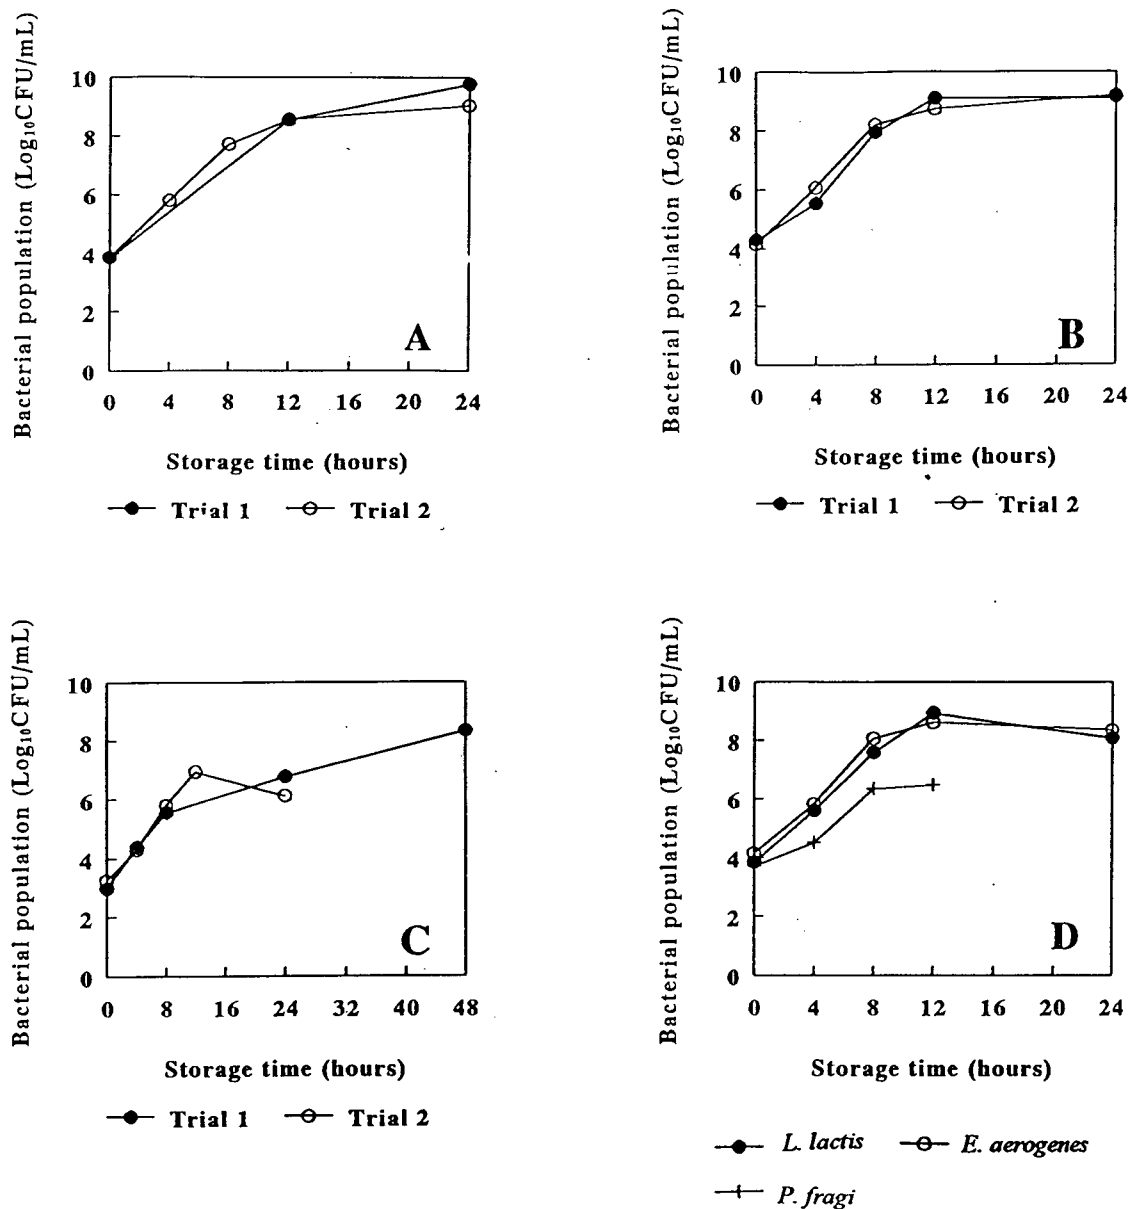 Bacterial population (Log₁₀CFU/mL)
10
8
6
4
2
0
A
0 4 8 12 16 20 24
Storage time (hours)
Trial 1 Trial 2
Bacterial population (Log₁₀CFU/mL)
10
8
6
4
2
0
B
0 4 8 12 16 20 24
Storage time (hours)
Trial 1 Trial 2
Bacterial population (Log₁₀CFU/mL)
10
8
6
4
2
0
C
0 8 16 24 32 40 48
Storage time (hours)
Trial 1 Trial 2
Bacterial population (Log₁₀CFU/mL)
10
8
6
4
2
0
D
0 4 8 12 16 20 24
Storage time (hours)
L. lactis E. aerogenes
P. fragi